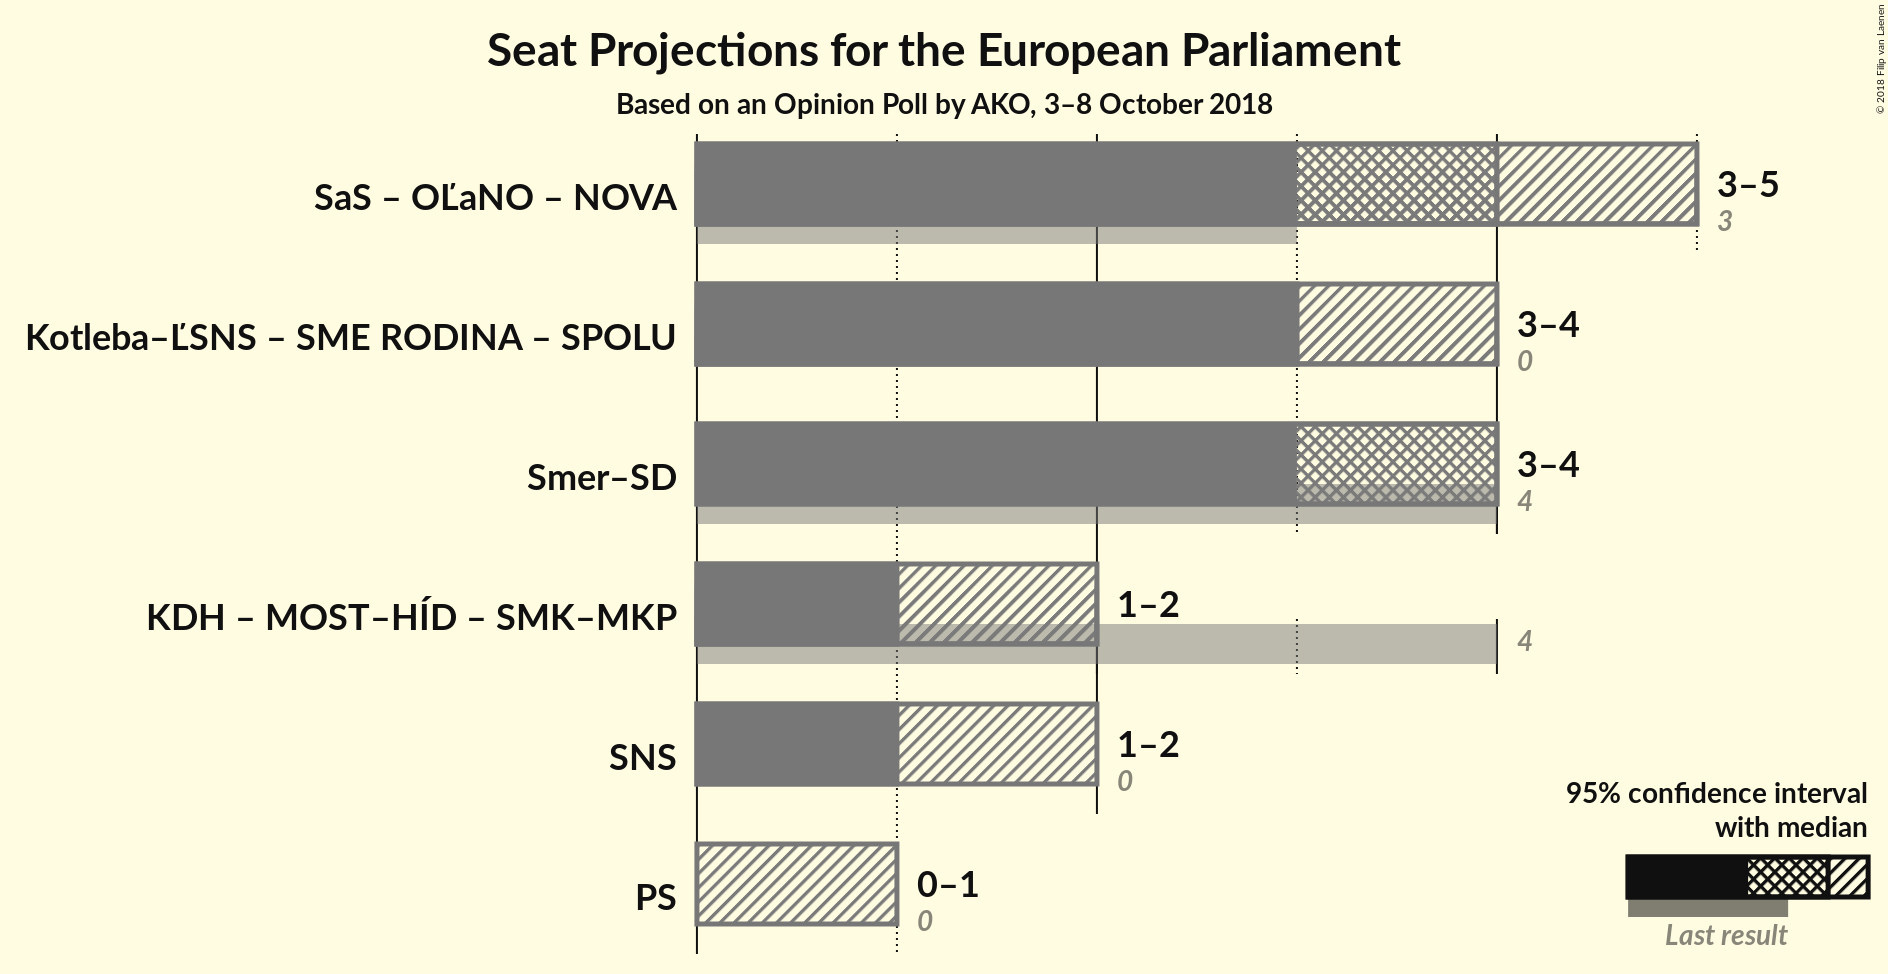 Seat Projections for the European Parliament
Based on an Opinion Poll by AKO, 3–8 October 2018
© 2018 Filip van Laenen
SaS – OĽaNO – NOVA
3–5
3
Kotleba–ĽSNS – SME RODINA – SPOLU
3–4
0
Smer–SD
3–4
4
KDH – MOST–HÍD – SMK–MKP
1–2
4
SNS
1–2
0
PS
0–1
0
95% confidence interval
with median
Last result